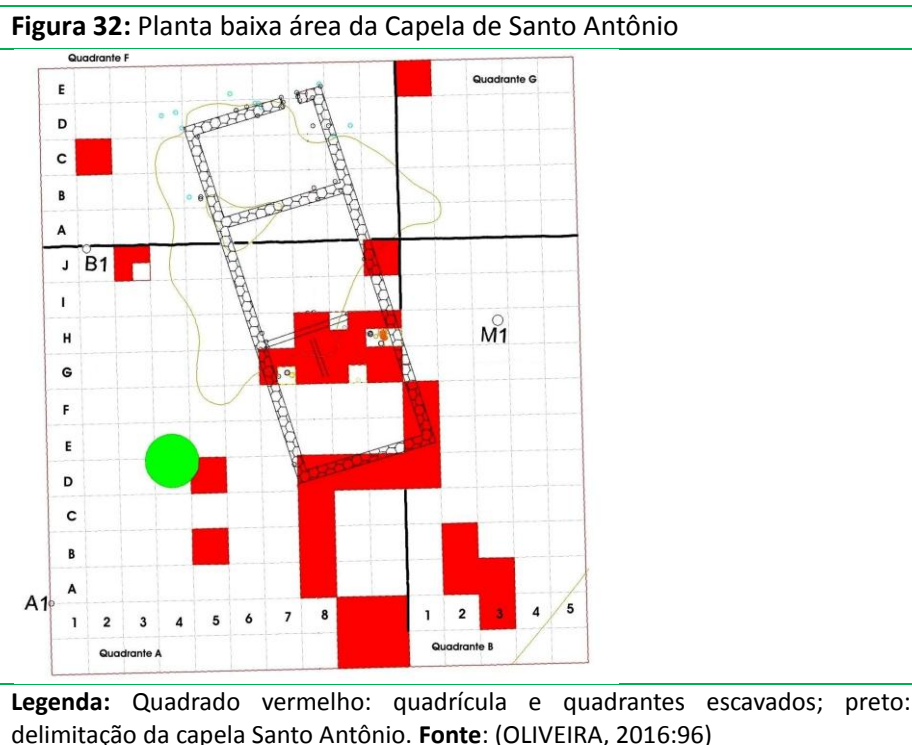 Figura 32: Planta baixa área da Capela de Santo Antônio
Quadrante F
Quadrante G
E
D
C
B
A
J
B1
I
H
M1
G
F
E
D
C
B
A
A1
1 2 3 4 5 6 7 8 1 2 3 4 5
Quadrante A
Quadrante B
Legenda: Quadrado vermelho: quadrícula e quadrantes escavados; preto:
delimitação da capela Santo Antônio. Fonte: (OLIVEIRA, 2016:96)